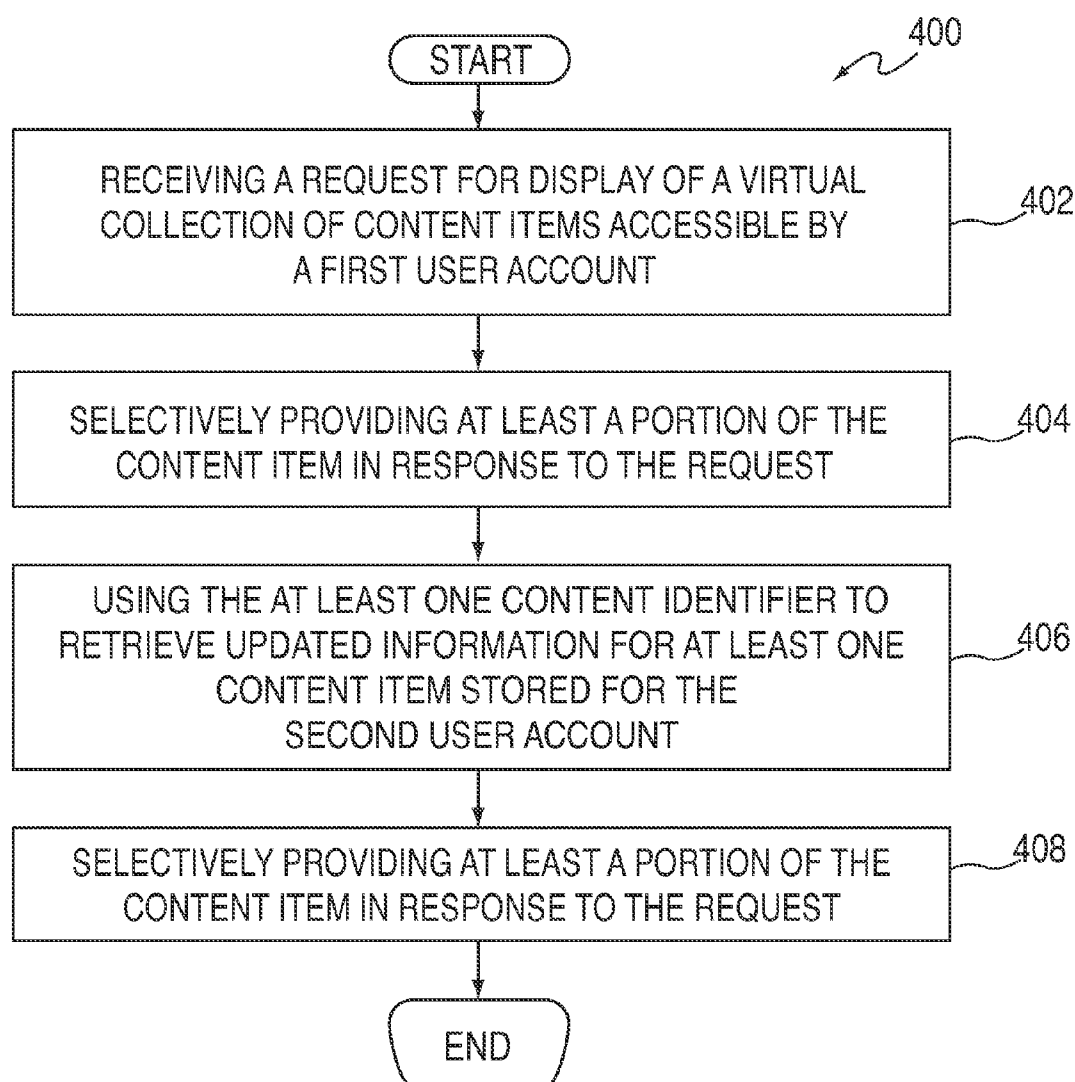 400
START
RECEIVING A REQUEST FOR DISPLAY OF A VIRTUAL
COLLECTION OF CONTENT ITEMS ACCESSIBLE BY
A FIRST USER ACCOUNT
402
SELECTIVELY PROVIDING AT LEAST A PORTION OF THE
CONTENT ITEM IN RESPONSE TO THE REQUEST
404
USING THE AT LEAST ONE CONTENT IDENTIFIER TO
RETRIEVE UPDATED INFORMATION FOR AT LEAST ONE
CONTENT ITEM STORED FOR THE
SECOND USER ACCOUNT
406
SELECTIVELY PROVIDING AT LEAST A PORTION OF THE
CONTENT ITEM IN RESPONSE TO THE REQUEST
408
END